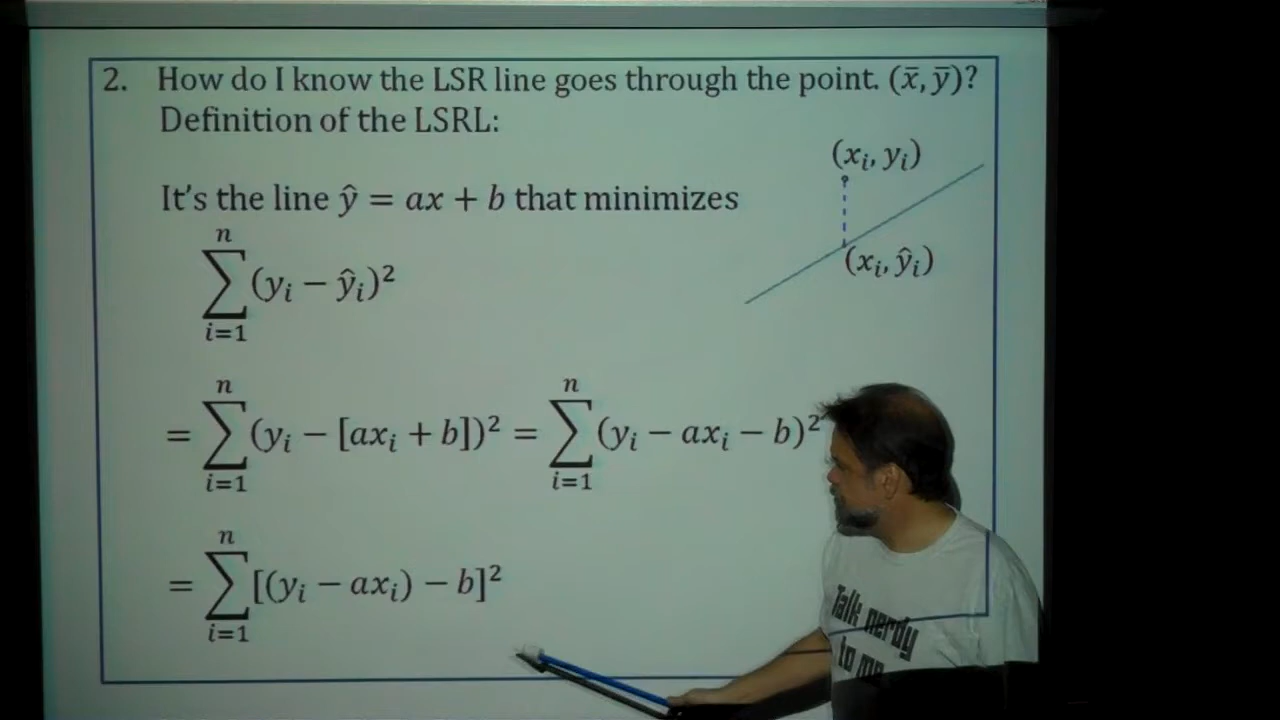 2. How do I know the LSR line goes through the point. (x̄, ȳ)?
Definition of the LSRL:
(xᵢ, yᵢ)
It's the line ŷ = ax + b that minimizes
(xᵢ, ŷᵢ)
n
∑(yᵢ − ŷᵢ)²
i=1
n n
= ∑(yᵢ − [axᵢ + b])² = ∑(yᵢ − axᵢ − b)²
i=1 i=1
n
= ∑[(yᵢ − axᵢ) − b]²
i=1
Talk nerdy
to me